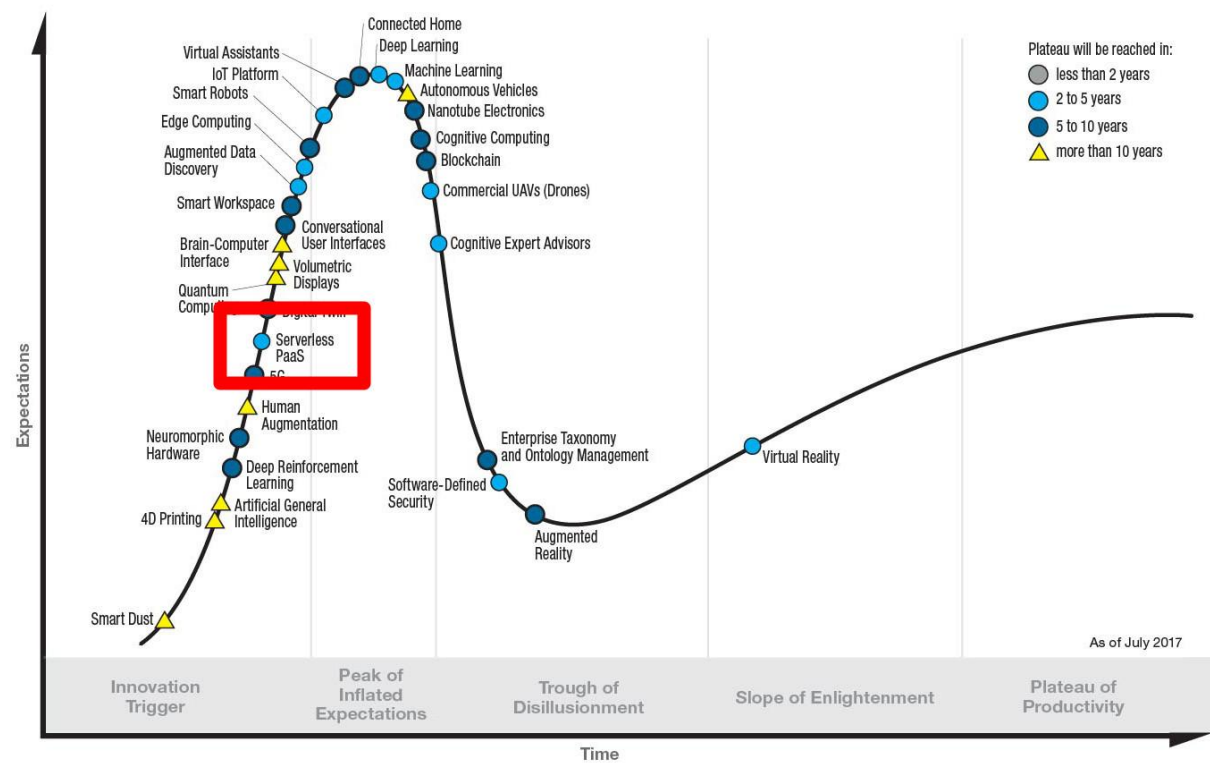 Connected Home
Deep Learning
Virtual Assistants
Machine Learning
IoT Platform
Autonomous Vehicles
Smart Robots
Nanotube Electronics
Edge Computing
Cognitive Computing
Augmented Data
Discovery
Blockchain
Commercial UAVs (Drones)
Smart Workspace
Conversational
User Interfaces
Brain-Computer
Interface
Cognitive Expert Advisors
Volumetric
Displays
Quantum
Serverless
PaaS
Human
Augmentation
Neuromorphic
Hardware
Deep Reinforcement
Learning
Artificial General
Intelligence
4D Printing
Smart Dust
Enterprise Taxonomy
and Ontology Management
Software-Defined
Security
Augmented
Reality
Virtual Reality
Plateau will be reached in:
less than 2 years
2 to 5 years
5 to 10 years
more than 10 years
As of July 2017
Expectations
Innovation
Trigger
Peak of
Inflated
Expectations
Trough of
Disillusionment
Slope of Enlightenment
Plateau of
Productivity
Time